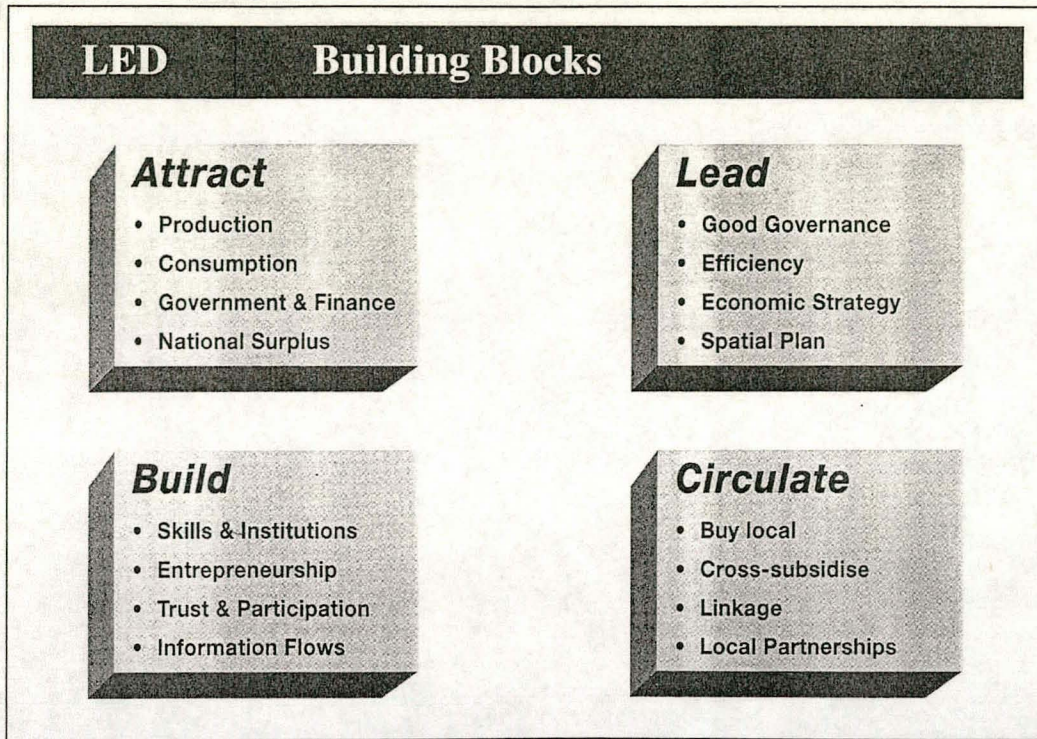 LED Building Blocks
Attract
• Production
• Consumption
• Government & Finance
• National Surplus
Lead
• Good Governance
• Efficiency
• Economic Strategy
• Spatial Plan
Build
• Skills & Institutions
• Entrepreneurship
• Trust & Participation
• Information Flows
Circulate
• Buy local
• Cross-subsidise
• Linkage
• Local Partnerships